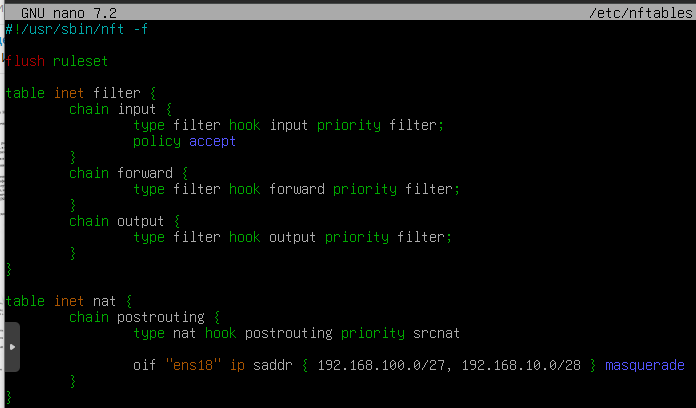 GNU nano 7.2 /etc/nftables
#!/usr/sbin/nft -f
flush ruleset
table inet filter {
chain input {
type filter hook input priority filter;
policy accept
}
chain forward {
type filter hook forward priority filter;
}
chain output {
type filter hook output priority filter;
}
}
table inet nat {
chain postrouting {
type nat hook postrouting priority srcnat
oif "ens18" ip saddr { 192.168.100.0/27, 192.168.10.0/28 } masquerade
}
}